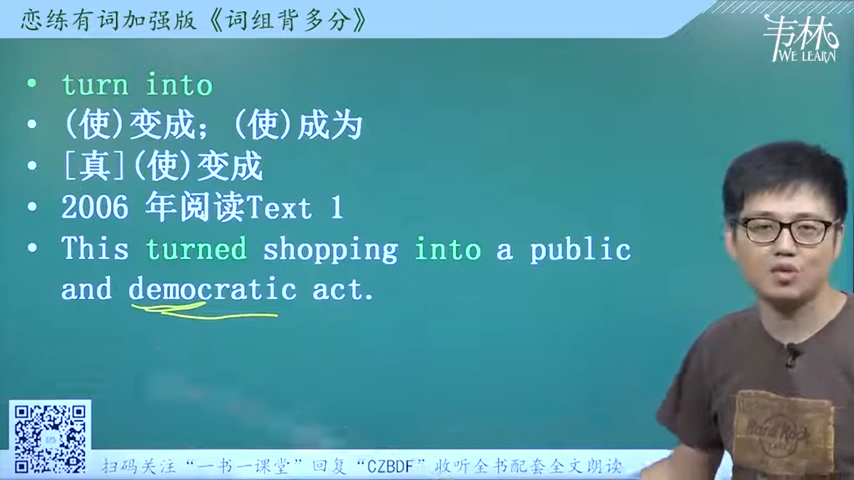 恋练有词加强版《词组背多分》
韦林
WE LEARN
• turn into
• (使)变成；(使)成为
• [真](使)变成
• 2006 年阅读Text 1
• This turned shopping into a public
and democratic act.
Hard Rock
扫码关注“一书一课堂”回复“CZBDF”收听全书配套全文朗读